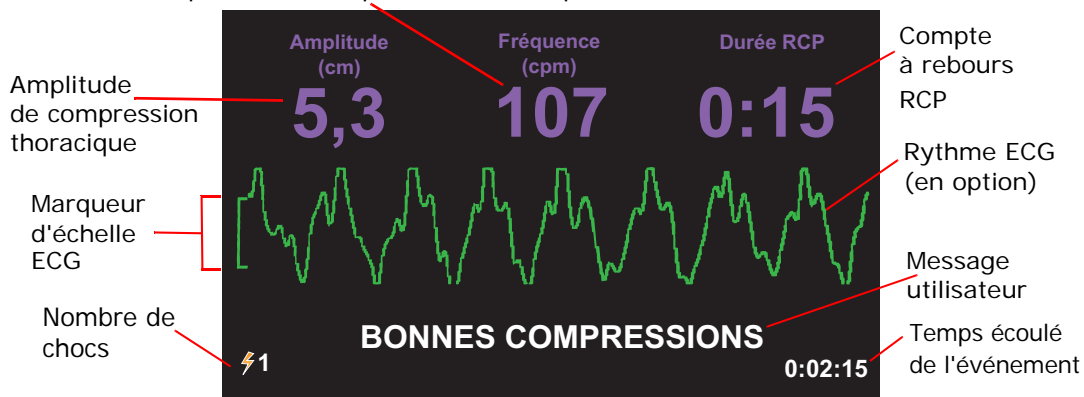 Amplitude
(cm)
5,3
Fréquence
(cpm)
107
Durée RCP
0:15
Compte
à rebours
RCP
Amplitude
de compression
thoracique
Rythme ECG
(en option)
Marqueur
d'échelle
ECG
Message
utilisateur
Nombre de
chocs
BONNES COMPRESSIONS
1
0:02:15
Temps écoulé
de l'événement